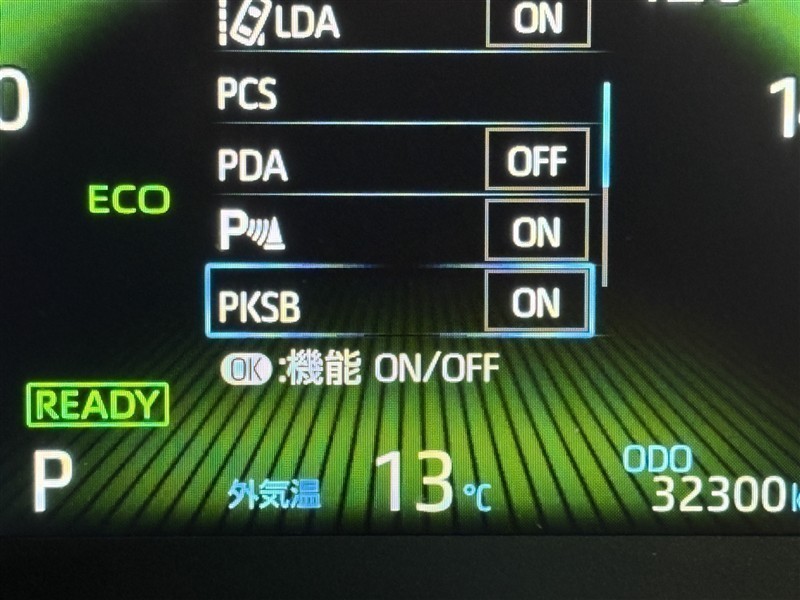 LDA ON
PCS
0
PDA OFF
ECO
P ON
PKSB ON
OK:機能 ON/OFF
READY
P 外気温 13℃ ODO 32300